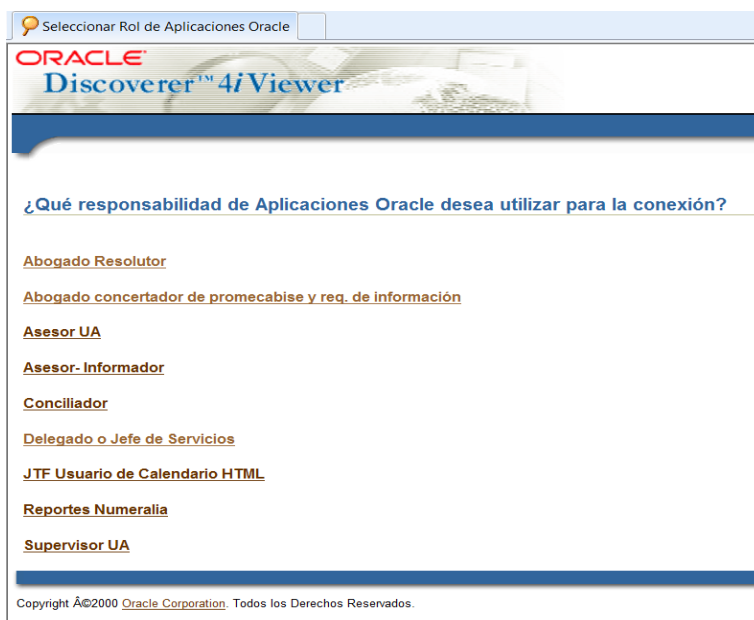 Seleccionar Rol de Aplicaciones Oracle
ORACLE
Discoverer™ 4i Viewer
¿Qué responsabilidad de Aplicaciones Oracle desea utilizar para la conexión?
Abogado Resolutor
Abogado concertador de promecabise y req. de información
Asesor UA
Asesor- Informador
Conciliador
Delegado o Jefe de Servicios
JTF Usuario de Calendario HTML
Reportes Numeralia
Supervisor UA
Copyright Â©2000 Oracle Corporation. Todos los Derechos Reservados.